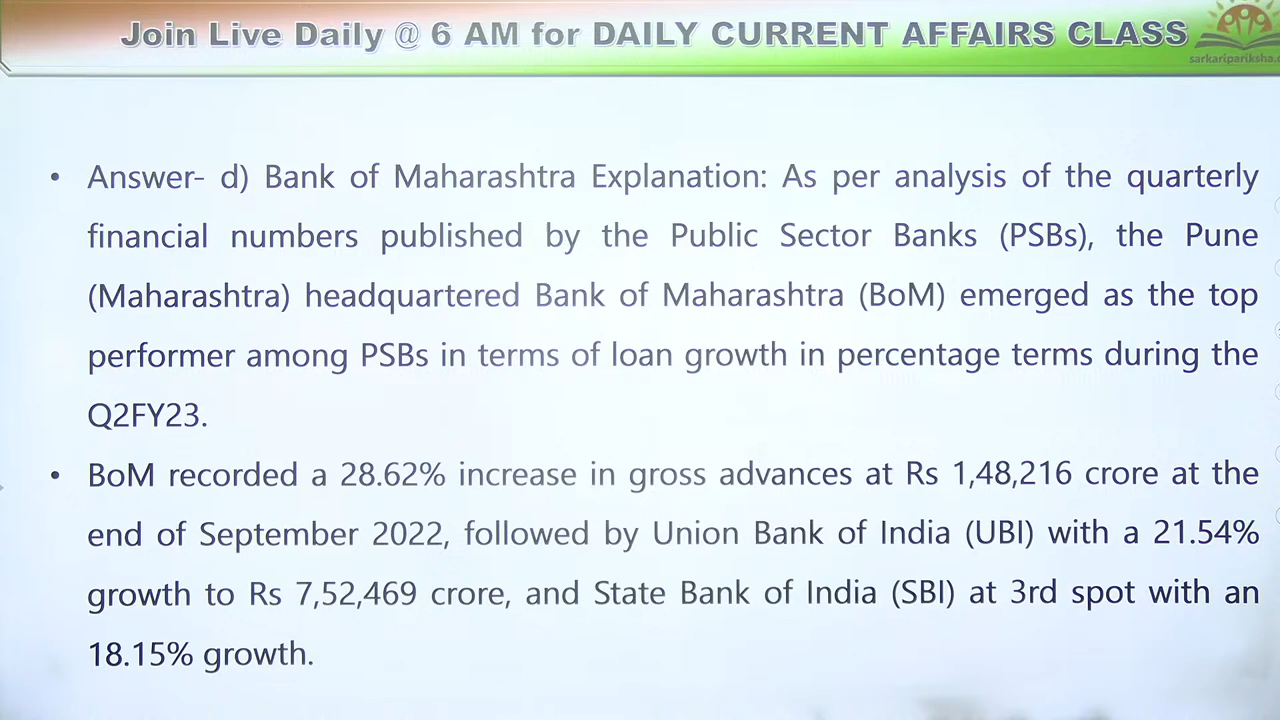 Join Live Daily @ 6 AM for DAILY CURRENT AFFAIRS CLASS
sarkaripariksha.c
• Answer- d) Bank of Maharashtra Explanation: As per analysis of the quarterly
financial numbers published by the Public Sector Banks (PSBs), the Pune
(Maharashtra) headquartered Bank of Maharashtra (BoM) emerged as the top
performer among PSBs in terms of loan growth in percentage terms during the
Q2FY23.
• BoM recorded a 28.62% increase in gross advances at Rs 1,48,216 crore at the
end of September 2022, followed by Union Bank of India (UBI) with a 21.54%
growth to Rs 7,52,469 crore, and State Bank of India (SBI) at 3rd spot with an
18.15% growth.